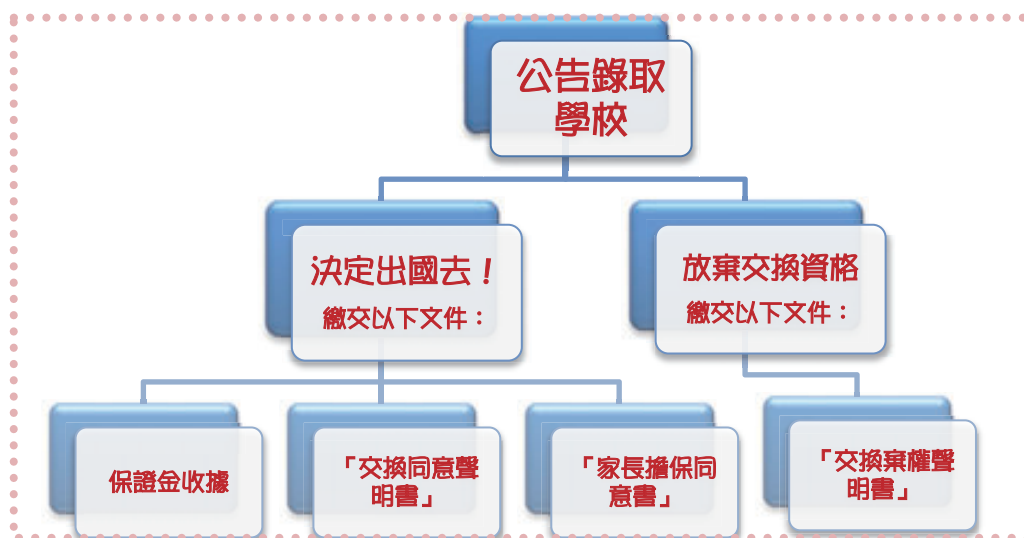 公告錄取
學校
決定出國去！
繳交以下文件：
放棄交換資格
繳交以下文件：
保證金收據
「交換同意聲
明書」
「家長擔保同
意書」
「交換棄權聲
明書」